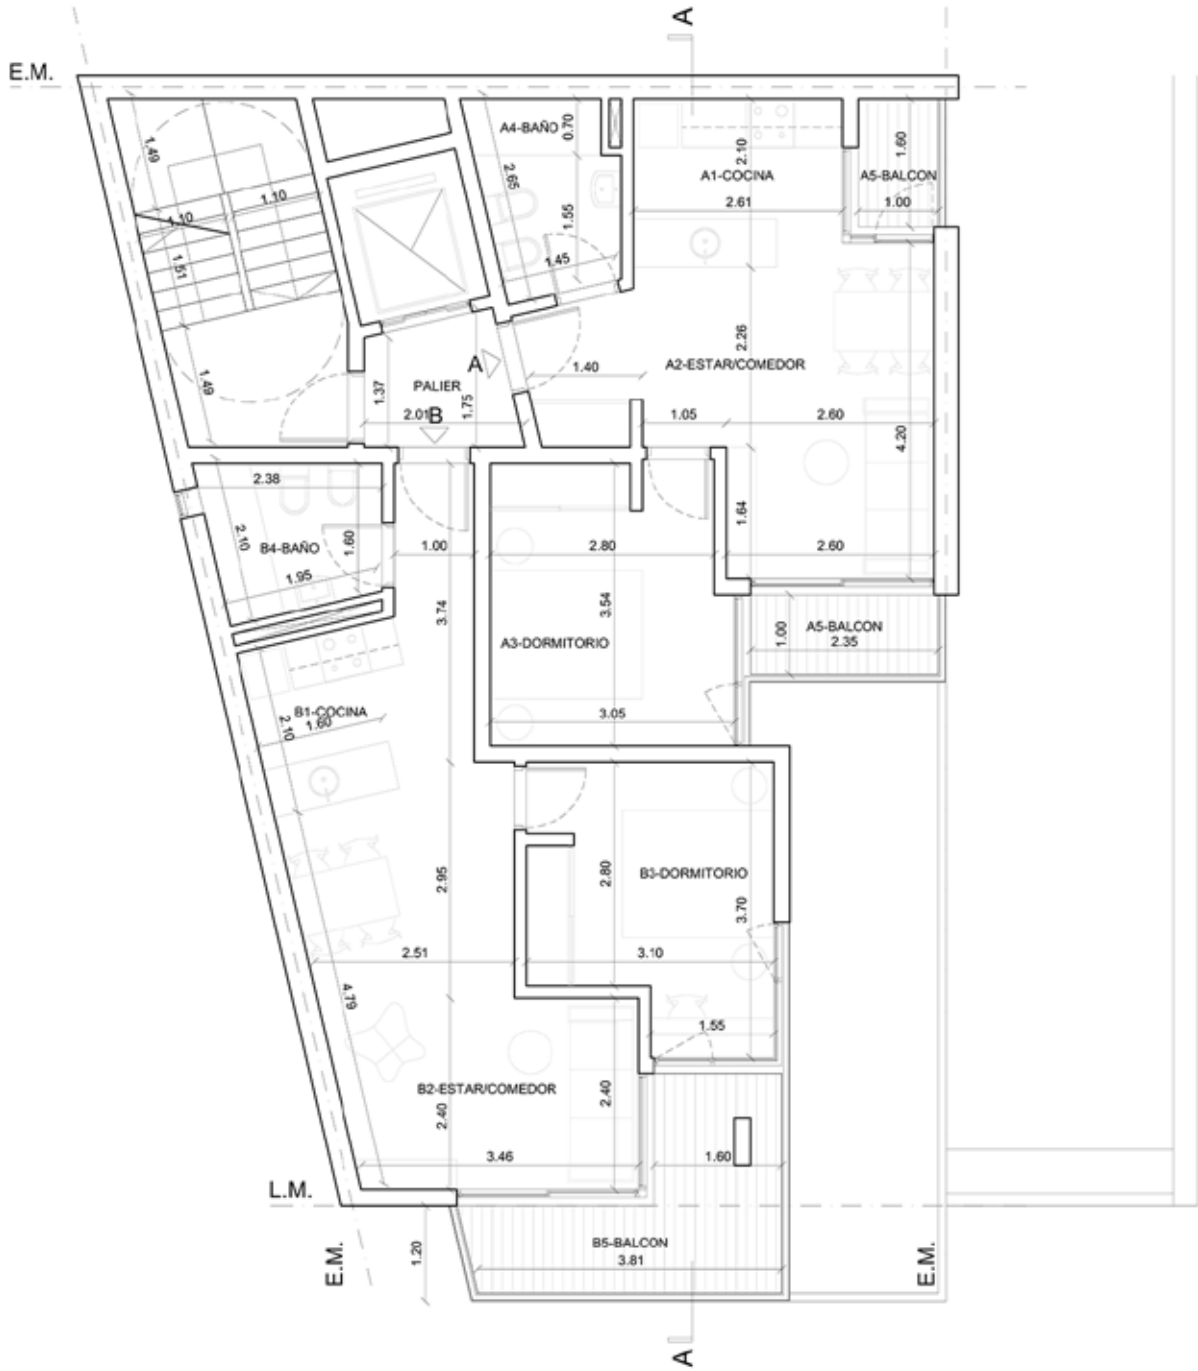 A
E.M.
1.49
A4-BAÑO
0.70
2.10
1.60
2.65
A1-COCINA
A5-BALCON
1.10
1.10
1.55
2.61
1.00
1.51
1.45
2.26
1.49
1.40
A2-ESTAR/COMEDOR
A
1.37
PALIER
1.75
2.01
B
1.05
2.60
4.20
2.38
1.64
2.10
B4-BAÑO
1.60
1.00
2.80
2.60
1.95
3.74
3.54
1.00
A5-BALCON
2.35
A3-DORMITORIO
B1-COCINA
2.10
1.60
3.05
2.95
2.80
B3-DORMITORIO
3.70
2.51
3.10
4.79
1.55
B2-ESTAR/COMEDOR
2.40
2.40
3.46
1.60
L.M.
1.20
E.M.
B5-BALCON
3.81
E.M.
A